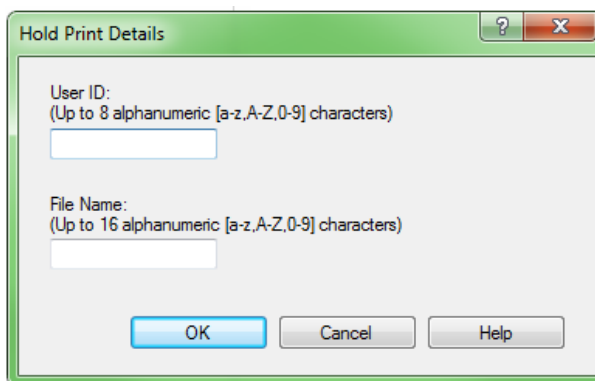 Hold Print Details
User ID:
(Up to 8 alphanumeric [a-z,A-Z,0-9] characters)
File Name:
(Up to 16 alphanumeric [a-z,A-Z,0-9] characters)
OK Cancel Help